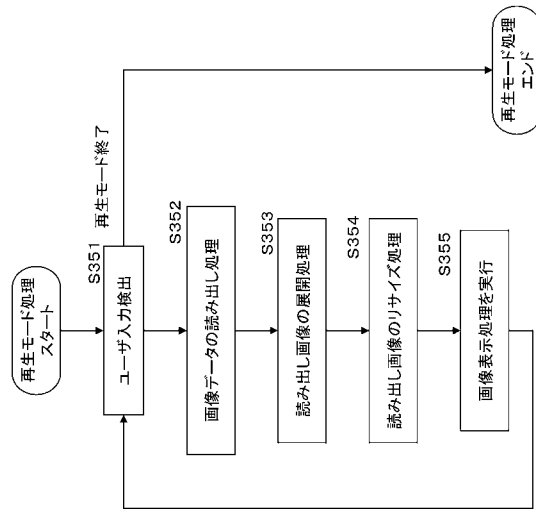 再生モード処理
スタート
S351
ユーザ入力検出
再生モード終了
S352
画像データの読み出し処理
S353
読み出し画像の展開処理
S354
読み出し画像のリサイズ処理
S355
画像表示処理を実行
再生モード処理
エンド